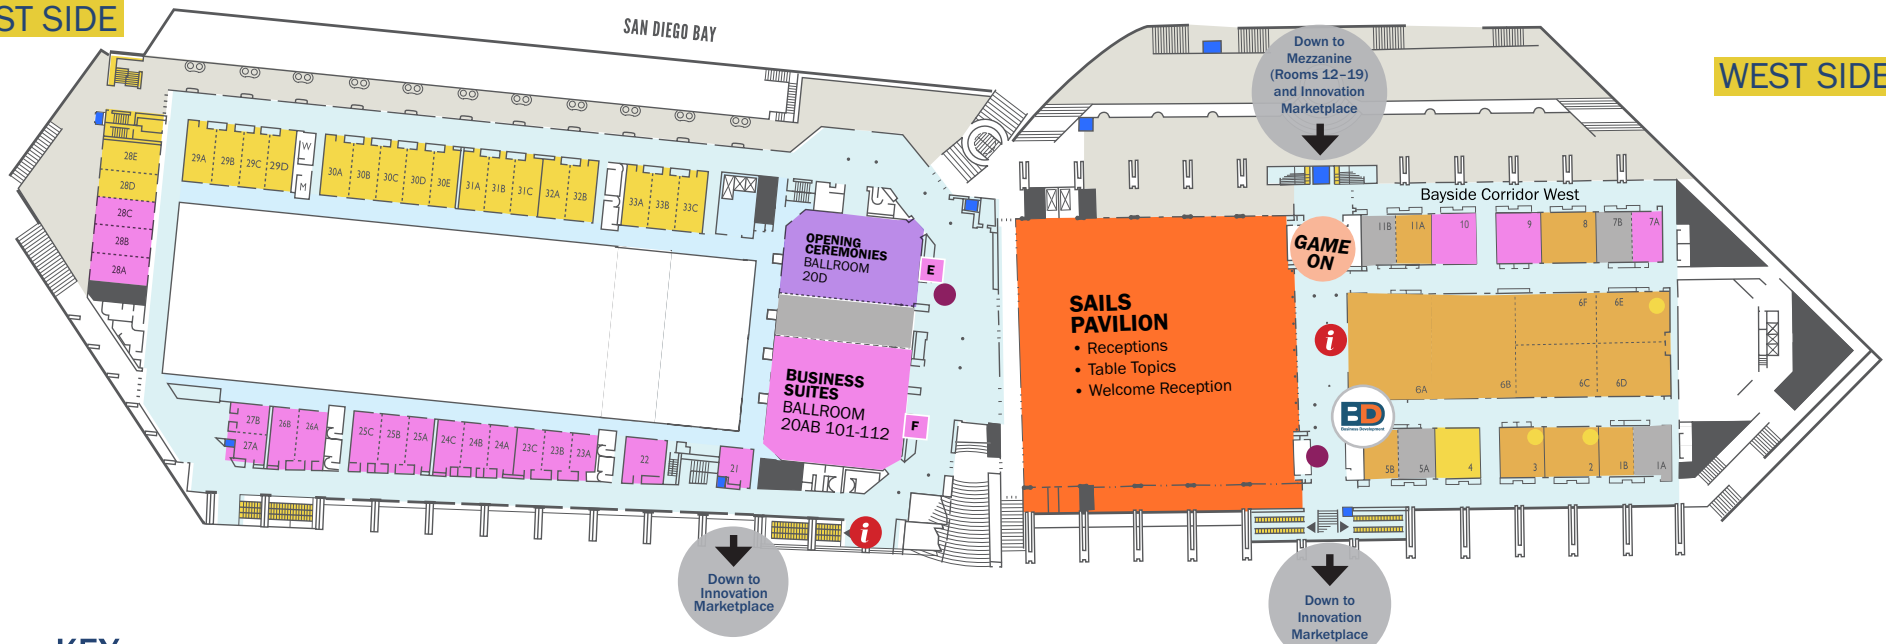 ST SIDE
SAN DIEGO BAY
Down to
Mezzanine
(Rooms 12–19)
and Innovation
Marketplace
WEST SIDE
28E
28D
28C
28B
28A
29A
29B
29C
29D
W
M
30A
30B
30C
30D
30E
31A
31B
31C
32A
32B
33A
33B
33C
OPENING
CEREMONIES
BALLROOM
20D
E
BUSINESS
SUITES
BALLROOM
20AB 101-112
F
27B
27A
26B
26A
25C
25B
25A
24C
24B
24A
23C
23B
23A
22
21
i
Down to
Innovation
Marketplace
SAILS
PAVILION
• Receptions
• Table Topics
• Welcome Reception
GAME
ON
i
BD
Business Development
Bayside Corridor West
11B
11A
10
9
8
7B
7A
6F
6E
6A
6B
6C
6D
5B
5A
4
3
2
1B
1A
Down to
Innovation
Marketplace
KEY